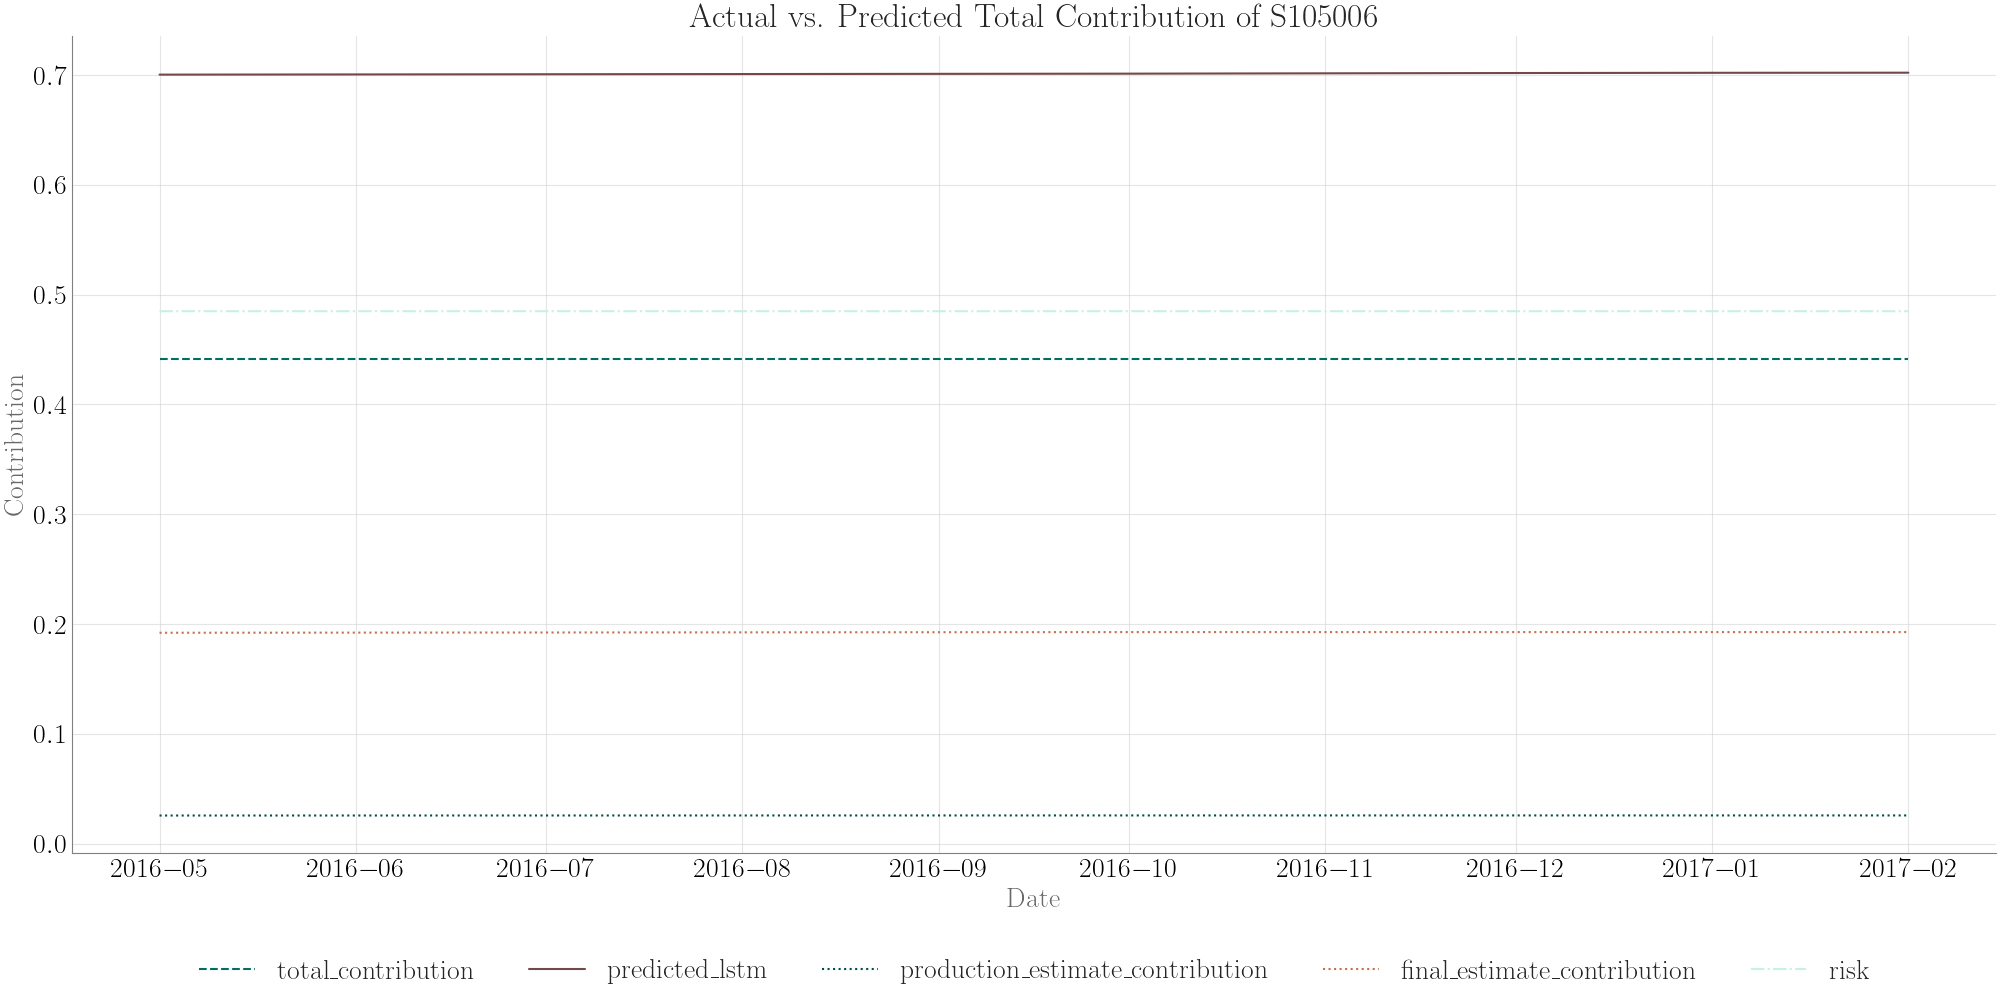 Actual vs. Predicted Total Contribution of S105006
0.7
0.6
0.5
0.4
0.3
0.2
0.1
0.0
Contribution
2016–05 2016–06 2016–07 2016–08 2016–09 2016–10 2016–11 2016–12 2017–01 2017–02
Date
total_contribution predicted_lstm production_estimate_contribution final_estimate_contribution risk